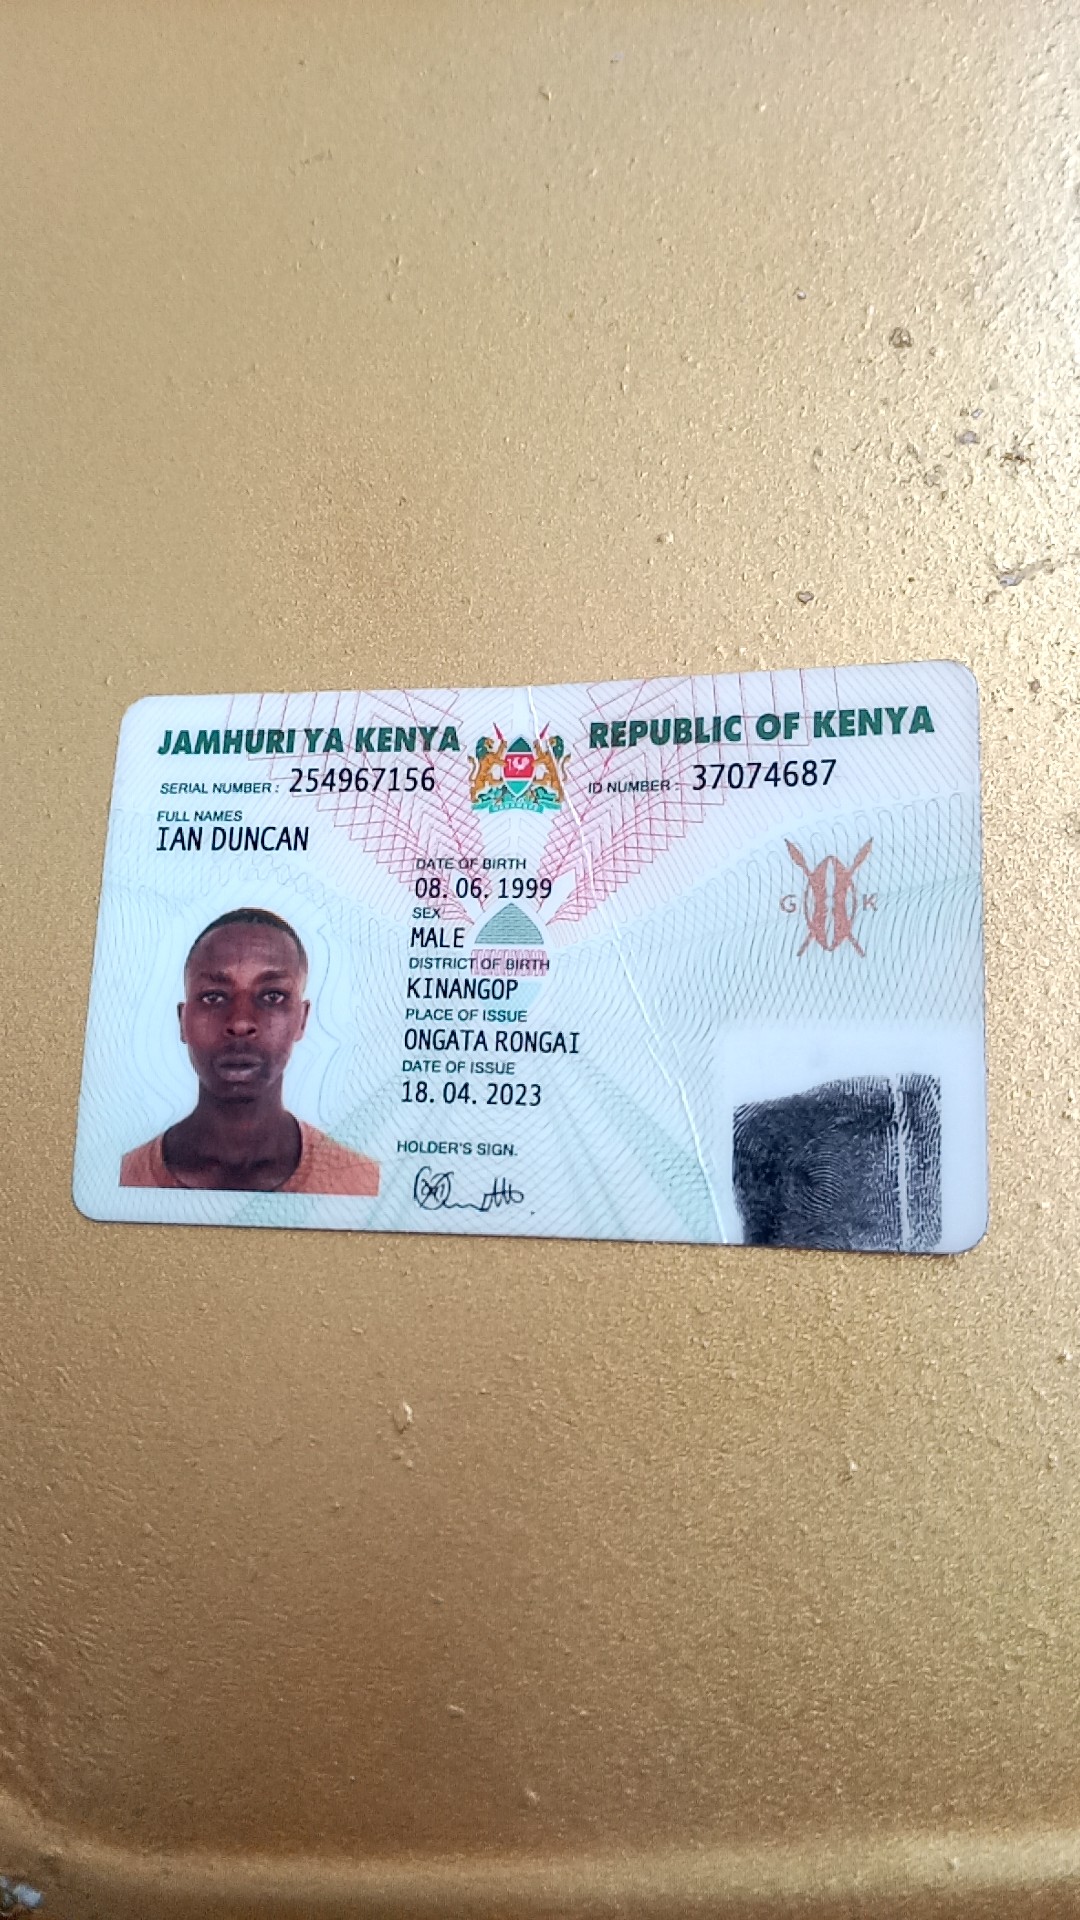 JAMHURI YA KENYA
REPUBLIC OF KENYA
SERIAL NUMBER: 254967156
ID NUMBER: 37074687
FULL NAMES
IAN DUNCAN
DATE OF BIRTH
08. 06. 1999
SEX
MALE
DISTRICT OF BIRTH
KINANGOP
PLACE OF ISSUE
ONGATA RONGAI
DATE OF ISSUE
18. 04. 2023
HOLDER'S SIGN.
G K